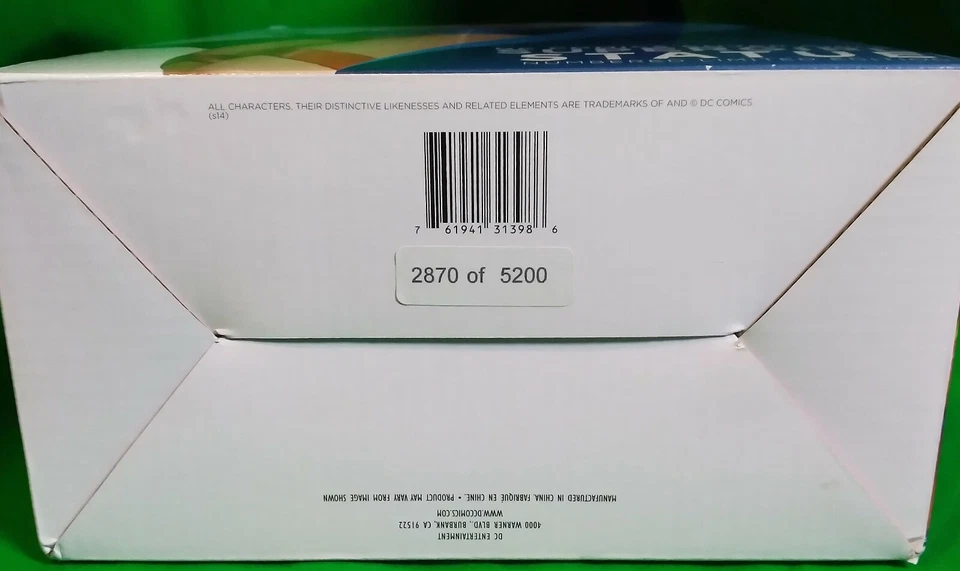 STATUE
ALL CHARACTERS, THEIR DISTINCTIVE LIKENESSES AND RELATED ELEMENTS ARE TRADEMARKS OF AND © DC COMICS.
(s14)
7 61941 31398 6
2870 of 5200
MANUFACTURED IN CHINA. FABRIQUÉ EN CHINE. • PRODUCT MAY VARY FROM IMAGE SHOWN
WWW.DCCOMICS.COM
4000 WARNER BLVD., BURBANK, CA 91522
DC ENTERTAINMENT